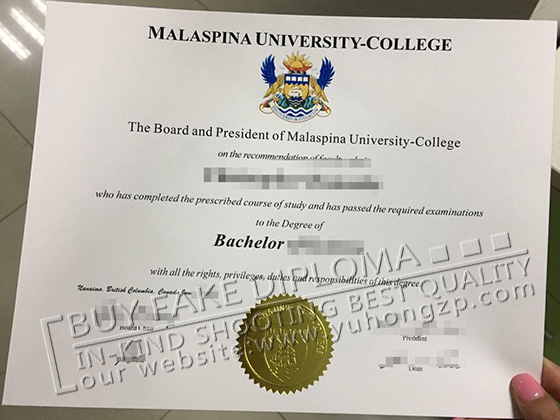 MALASPINA UNIVERSITY-COLLEGE
The Board and President of Malaspina University-College
on the recommendation of
who has completed the prescribed course of study and has passed the required examinations
to the Degree of
Bachelor
with all the rights, privileges, duties and responsibilities of this degree
Nanaimo, British Columbia, Canada
BUY FAKE DIPLOMA
IN-KIND SHOOTING BEST QUALITY
our website: www.yuhongzp.com
President
Dean